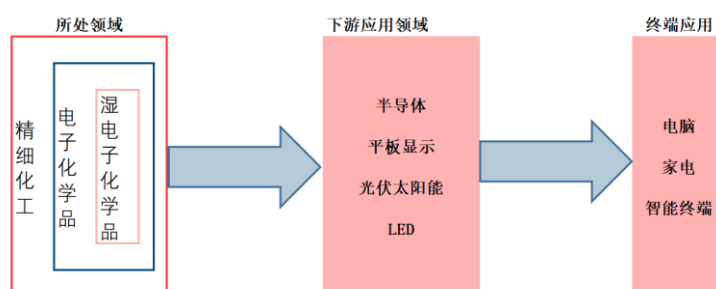 所处领域
下游应用领域
终端应用
精细化工
电子化学品
湿电子化学品
半导体
平板显示
光伏太阳能
LED
电脑
家电
智能终端